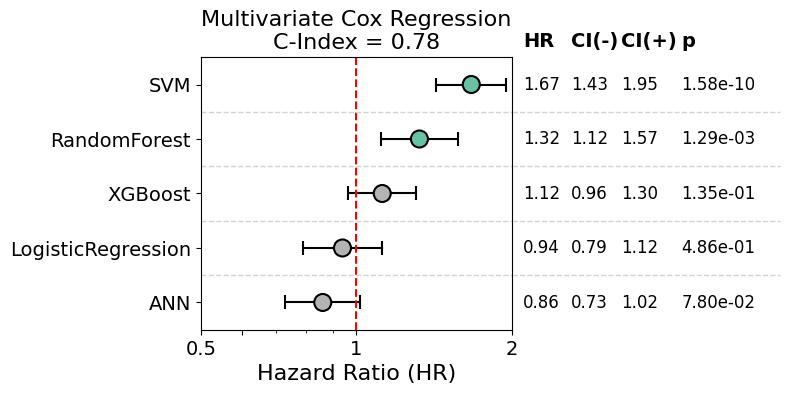 Multivariate Cox Regression
C-Index = 0.78
HR CI(-) CI(+) p
SVM 1.67 1.43 1.95 1.58e-10
RandomForest 1.32 1.12 1.57 1.29e-03
XGBoost 1.12 0.96 1.30 1.35e-01
LogisticRegression 0.94 0.79 1.12 4.86e-01
ANN 0.86 0.73 1.02 7.80e-02
0.5 1 2
Hazard Ratio (HR)